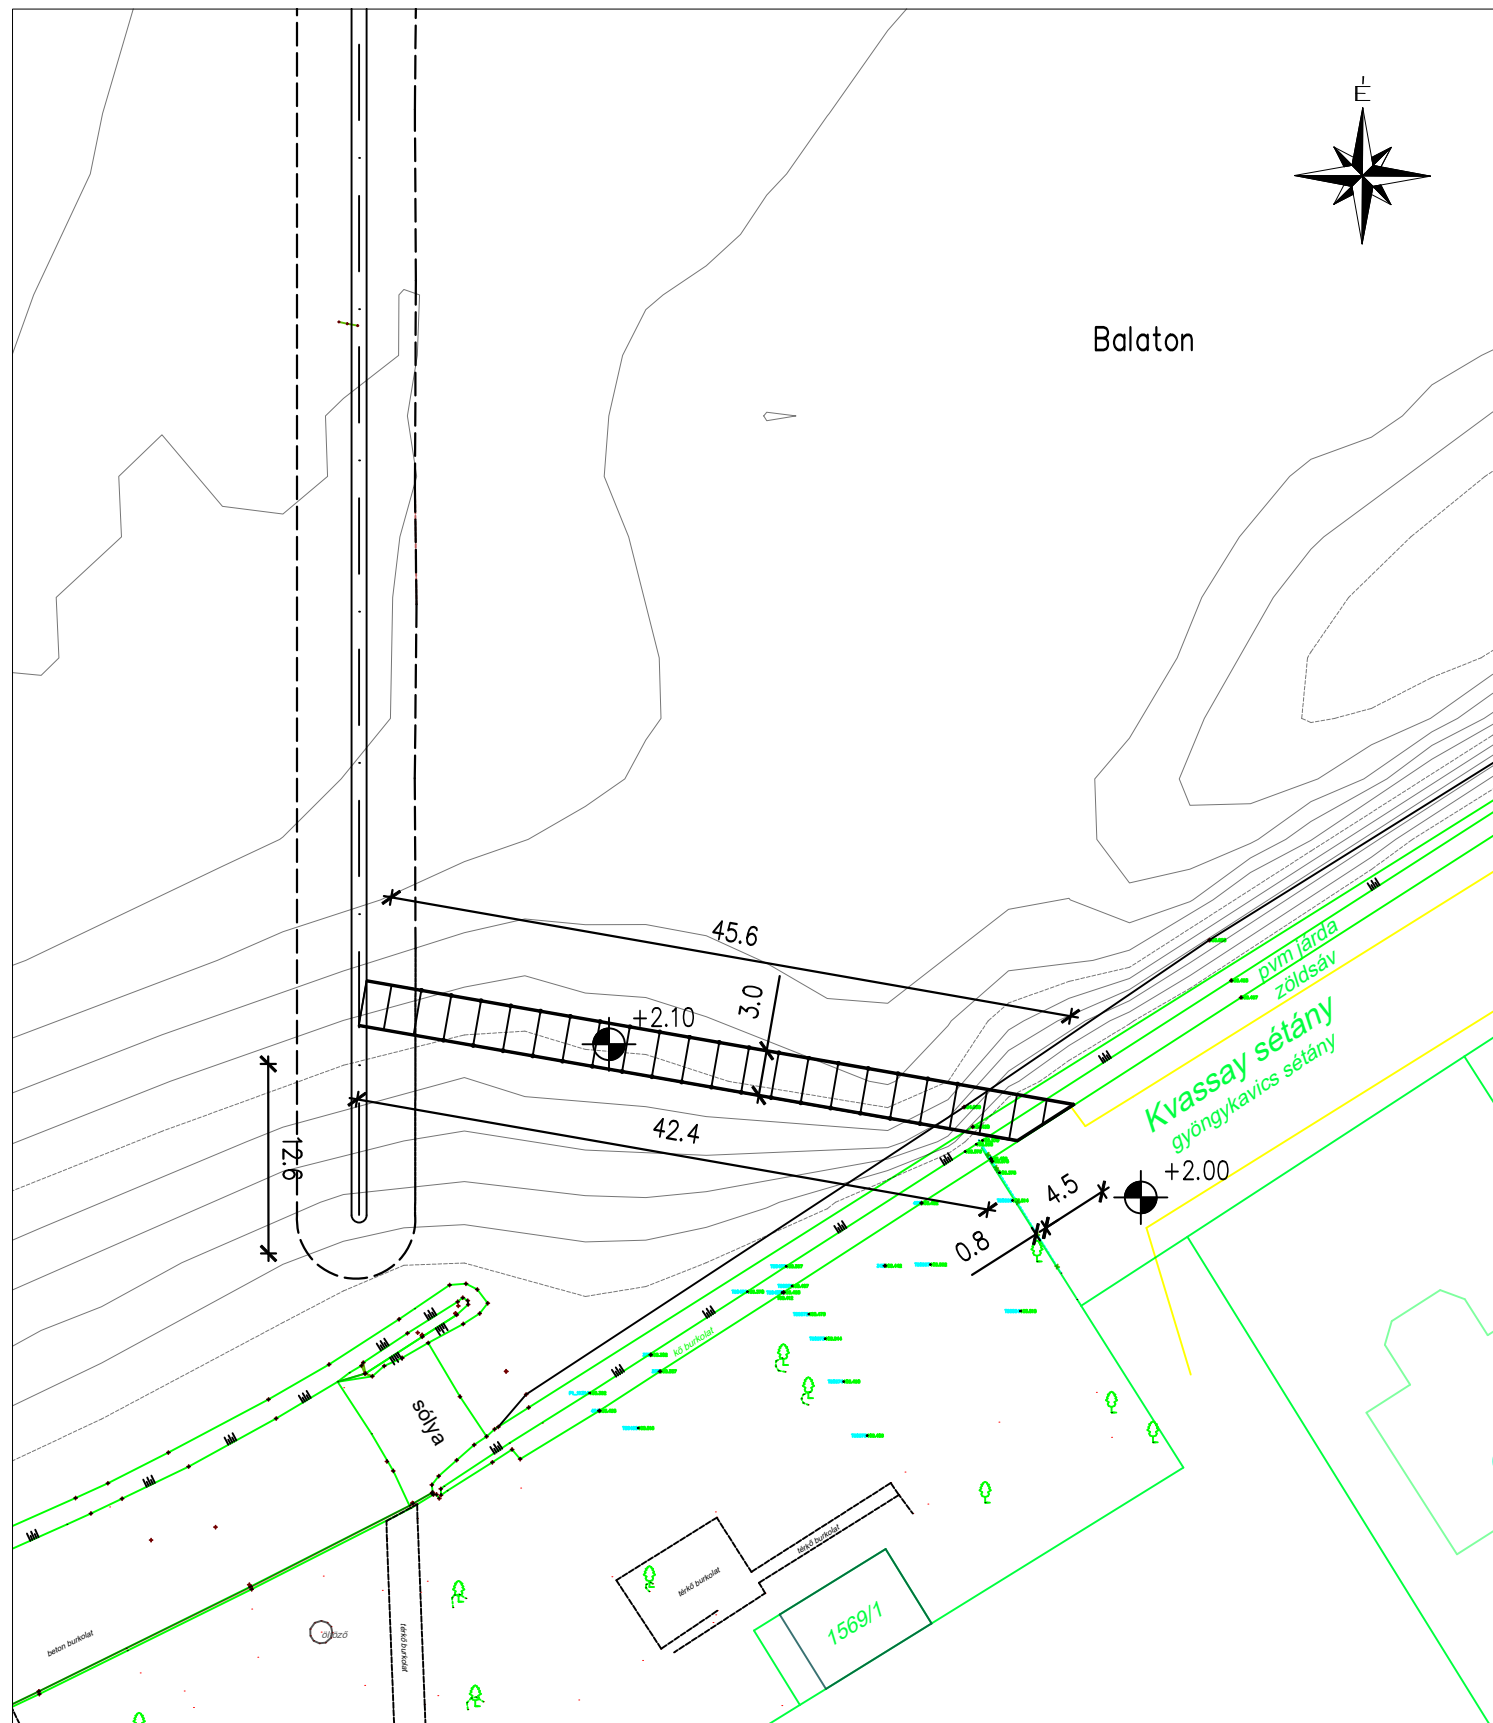 É
Balaton
45.6
3.0
+2.10
42.4
12.6
pvm járda
zöldsáv
Kvassay sétány
gyöngykavics sétány
+2.00
4.5
0.8
kő burkolat
sólya
térkő burkolat
térkő burkolat
1569/1
öltöző
térkő burkolat
beton burkolat